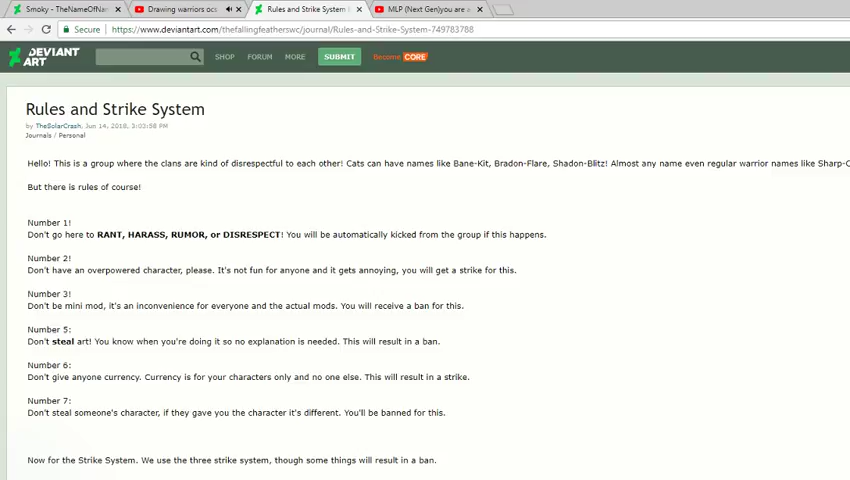 Smoky - TheNameOfNam
Drawing warriors ocs
Rules and Strike System
MLP (Next Gen)you are a
Secure https://www.deviantart.com/thefallingfeatherswc/journal/Rules-and-Strike-System-749783788
DEVIANT ART SHOP FORUM MORE SUBMIT Become CORE
Rules and Strike System
by TheSolarCrash, Jun 14, 2018, 3:02:58 PM
Journals / Personal
Hello! This is a group where the clans are kind of disrespectful to each other! Cats can have names like Bane-Kit, Bradon-Flare, Shadon-Blitz! Almost any name even regular warrior names like Sharp-C
But there is rules of course!
Number 1!
Don't go here to RANT, HARASS, RUMOR, or DISRESPECT! You will be automatically kicked from the group if this happens.
Number 2!
Don't have an overpowered character, please. It's not fun for anyone and it gets annoying, you will get a strike for this.
Number 3!
Don't be mini mod, it's an inconvenience for everyone and the actual mods. You will receive a ban for this.
Number 5:
Don't steal art! You know when you're doing it so no explanation is needed. This will result in a ban.
Number 6:
Don't give anyone currency. Currency is for your characters only and no one else. This will result in a strike.
Number 7:
Don't steal someone's character, if they gave you the character it's different. You'll be banned for this.
Now for the Strike System. We use the three strike system, though some things will result in a ban.